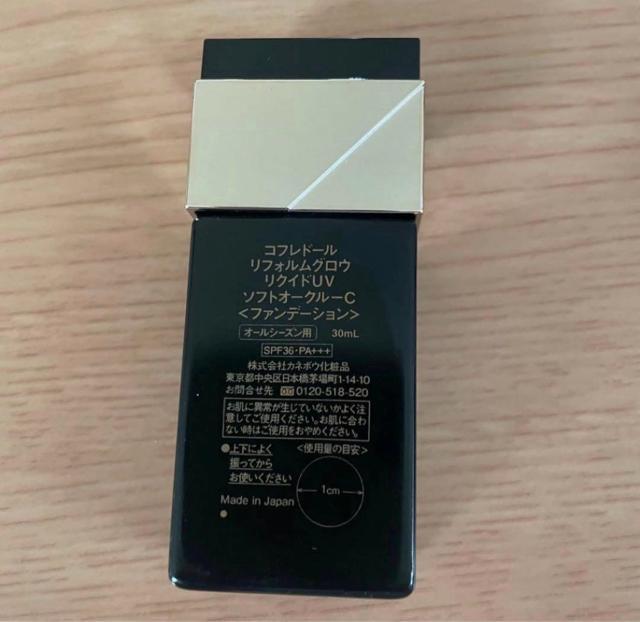 コフレドール
リフォルムグロウ
リクイドUV
ソフトオークルーC
<ファンデーション>
オールシーズン用 30mL
SPF36・PA+++
株式会社カネボウ化粧品
東京都中央区日本橋茅場町1-14-10
お問合せ先 0120-518-520
お肌に異常が生じていないかよく注
意してご使用ください。お肌に合わ
ない時はご使用をおやめください。
●上下によく <使用量の目安>
振ってから
お使いください
1cm
Made in Japan